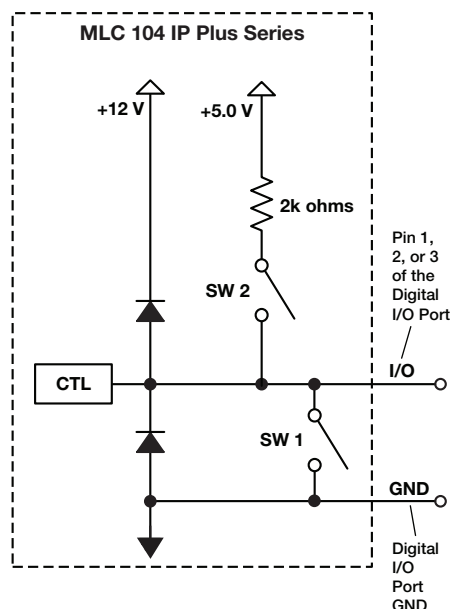 MLC 104 IP Plus Series
+12 V
+5.0 V
2k ohms
SW 2
Pin 1,
2, or 3
of the
Digital
I/O Port
CTL
I/O
SW 1
GND
Digital
I/O
Port
GND